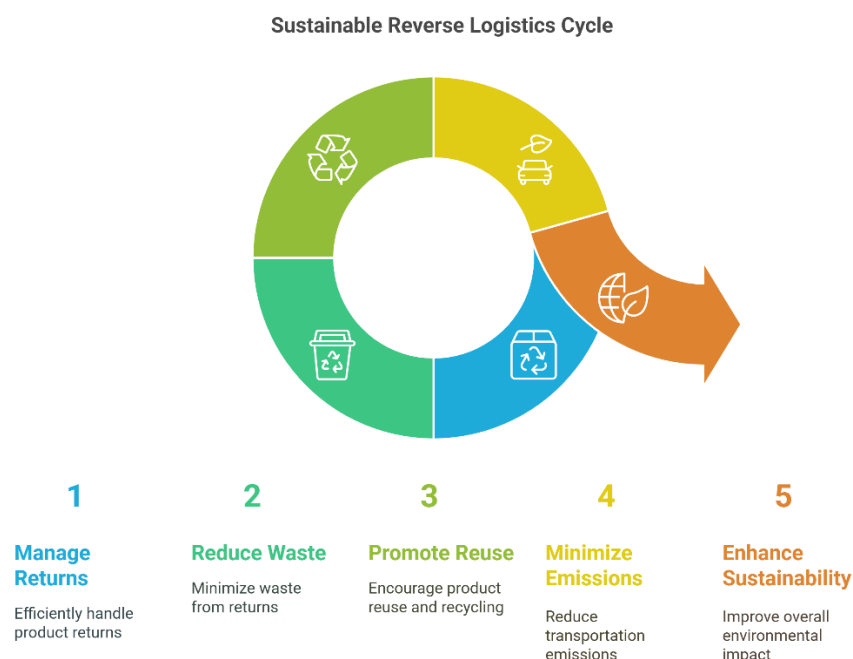 Sustainable Reverse Logistics Cycle
1
Manage
Returns
Efficiently handle
product returns
2
Reduce Waste
Minimize waste
from returns
3
Promote Reuse
Encourage product
reuse and recycling
4
Minimize
Emissions
Reduce
transportation
emissions
5
Enhance
Sustainability
Improve overall
environmental
impact